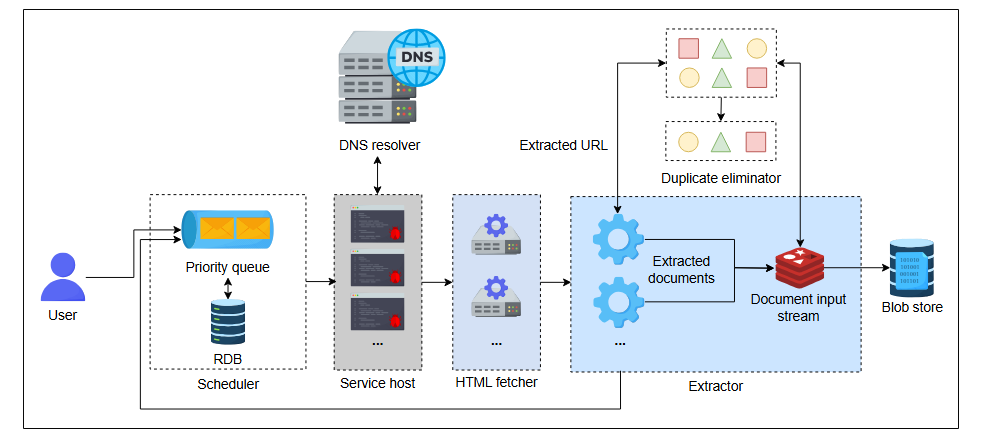 DNS
DNS resolver
Extracted URL
Duplicate eliminator
Priority queue
RDB
Scheduler
User
...
Service host
...
HTML fetcher
Extracted
documents
...
Document input
stream
Extractor
101010
101001
001001
101101
Blob store